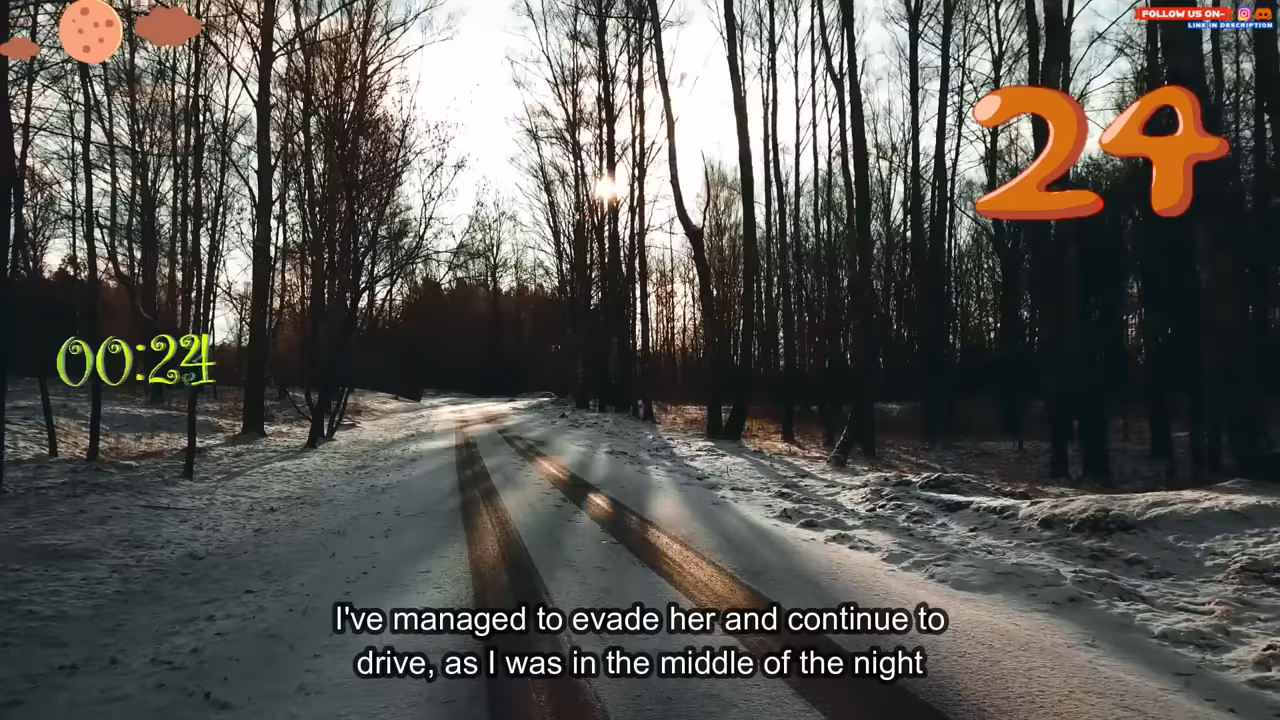 FOLLOW US ON-
LINK IN DESCRIPTION
24
00:24
I've managed to evade her and continue to
drive, as I was in the middle of the night